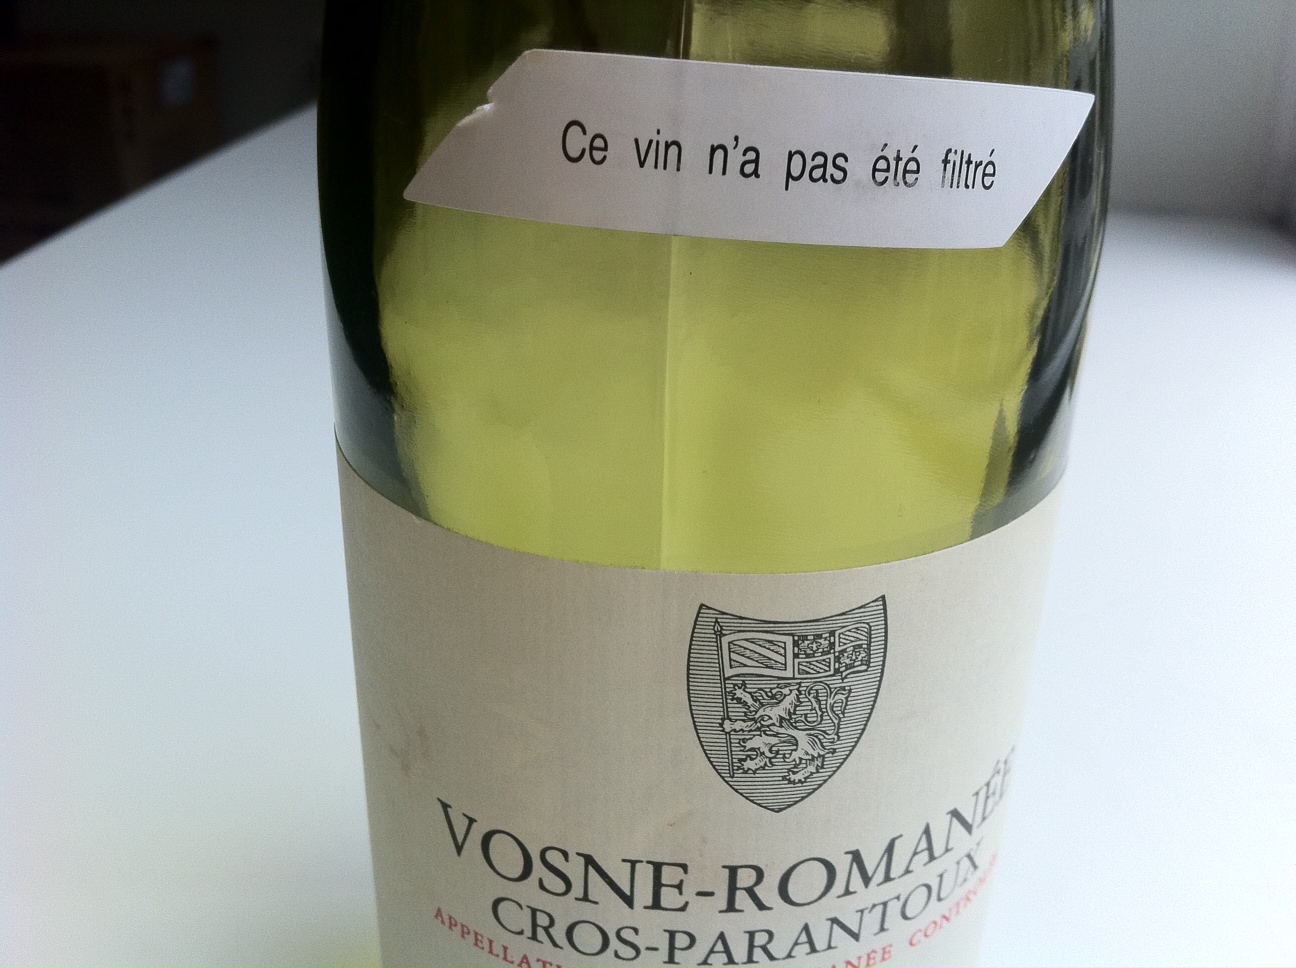 Ce vin n'a pas été filtré
VOSNE-ROMANÉE
CROS-PARANTOUX